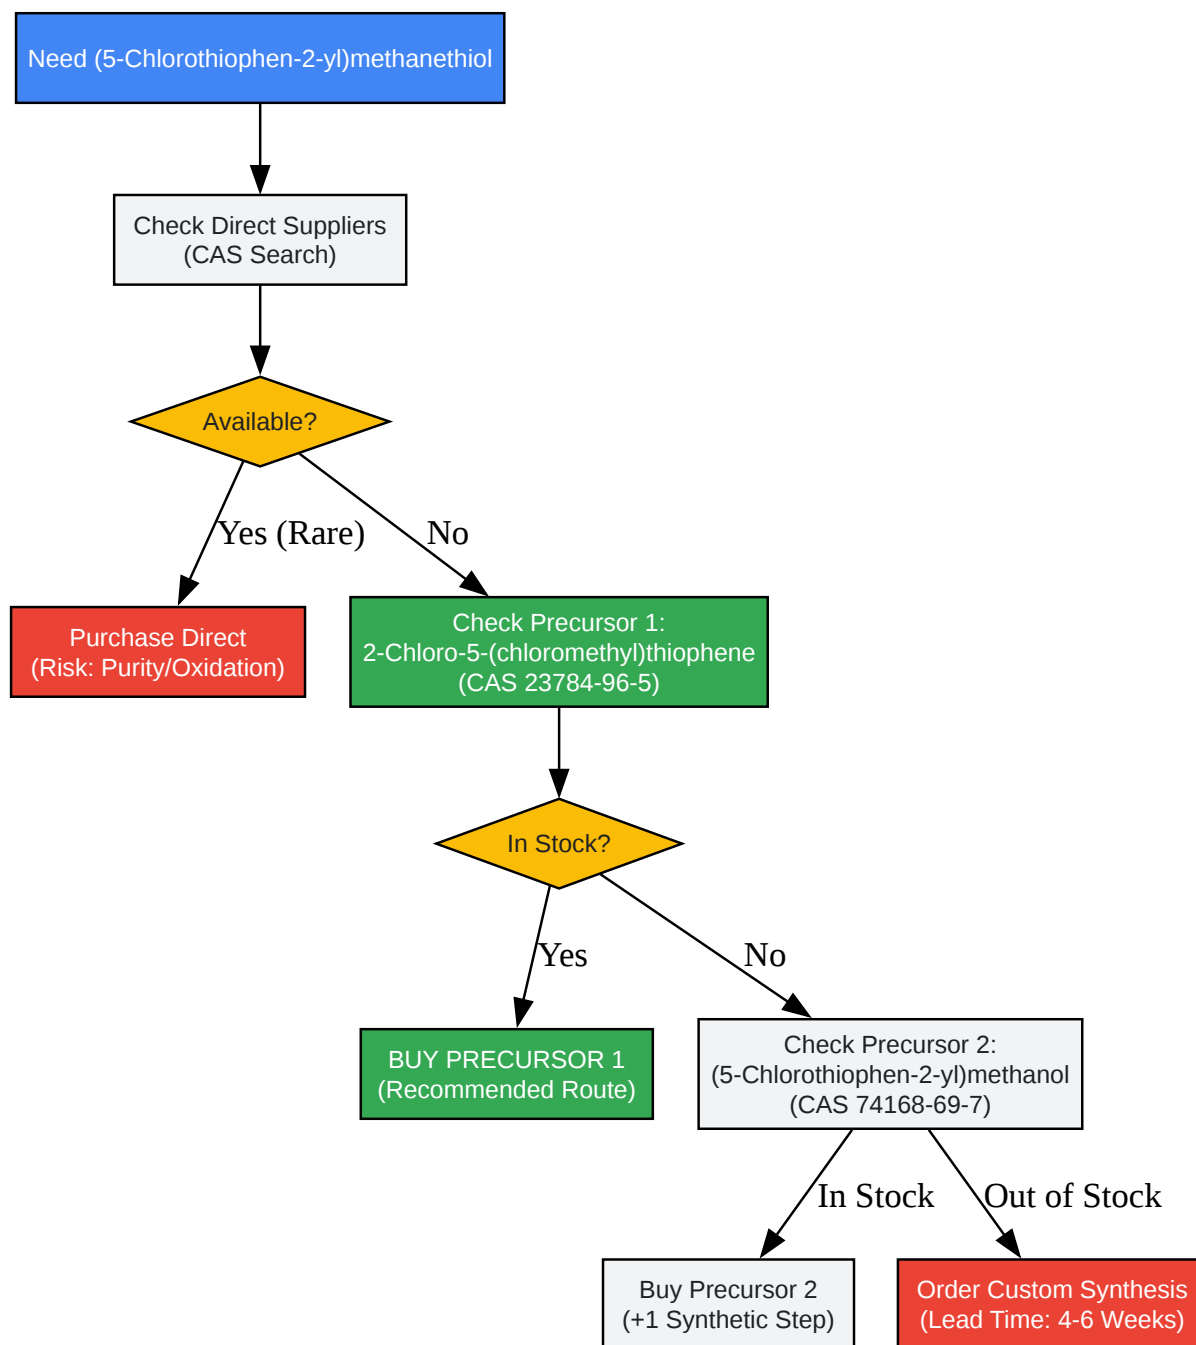 Need (5-Chlorothiophen-2-yl)methanethiol
Check Direct Suppliers
(CAS Search)
Available?
Yes (Rare)
No
Purchase Direct
(Risk: Purity/Oxidation)
Check Precursor 1:
2-Chloro-5-(chloromethyl)thiophene
(CAS 23784-96-5)
In Stock?
Yes
No
BUY PRECURSOR 1
(Recommended Route)
Check Precursor 2:
(5-Chlorothiophen-2-yl)methanol
(CAS 74168-69-7)
In Stock
Out of Stock
Buy Precursor 2
(+1 Synthetic Step)
Order Custom Synthesis
(Lead Time: 4-6 Weeks)